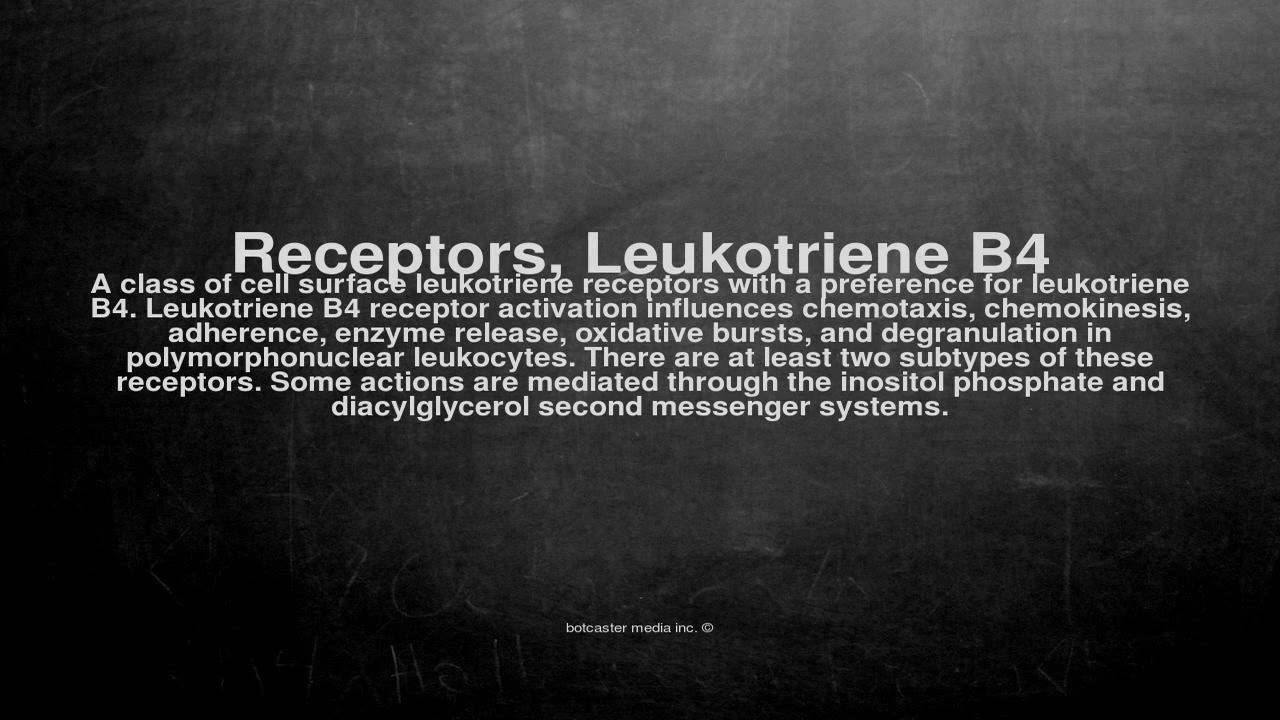 Receptors, Leukotriene B4
A class of cell surface leukotriene receptors with a preference for leukotriene
B4. Leukotriene B4 receptor activation influences chemotaxis, chemokinesis,
adherence, enzyme release, oxidative bursts, and degranulation in
polymorphonuclear leukocytes. There are at least two subtypes of these
receptors. Some actions are mediated through the inositol phosphate and
diacylglycerol second messenger systems.
botcaster media inc. ©